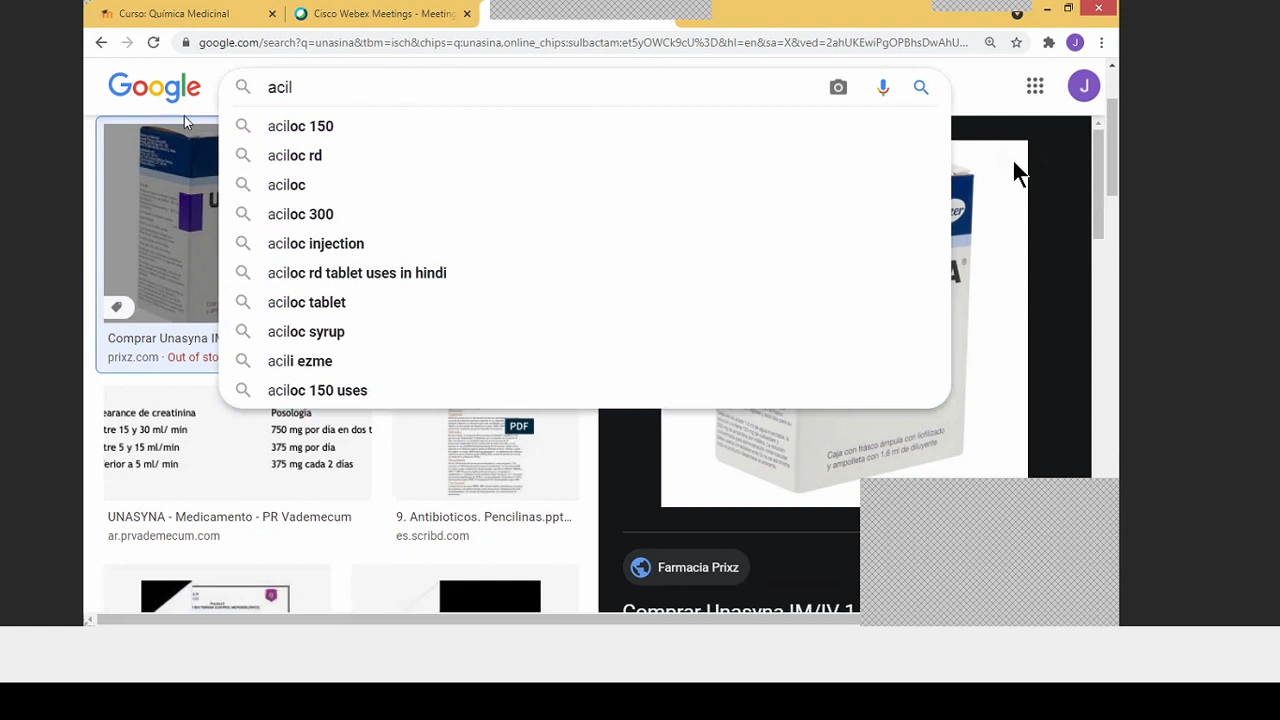 Curso: Química Medicinal
Cisco Webex Meetings - Meeting
google.com/search?q=unasina&tbm=isch&chips=q:unasina,online_chips:sulbactam:et5yOWCk9cU%3D&hl=en&sa=X&ved=2ahUKEwiPgOPBhsDwAhU...
J
Google
acil
J
aciloc 150
aciloc rd
aciloc
aciloc 300
aciloc injection
aciloc rd tablet uses in hindi
aciloc tablet
aciloc syrup
acili ezme
aciloc 150 uses
Comprar Unasyna IM
prixz.com · Out of sto
earance de creatinina
Posología
tre 15 y 30 ml/ min
750 mg por día en dos t
tre 5 y 15 ml/ min
375 mg por día
erior a 5 ml/ min
375 mg cada 2 días
PDF
Caja con frasco ámpula liofilizado
y ampolleta con 1,6 ml de diluyente.
UNASYNA - Medicamento - PR Vademecum
ar.prvademecum.com
9. Antibioticos. Pencilinas.ppt...
es.scribd.com
Farmacia Prixz
Comprar Unasyna IM/IV 1